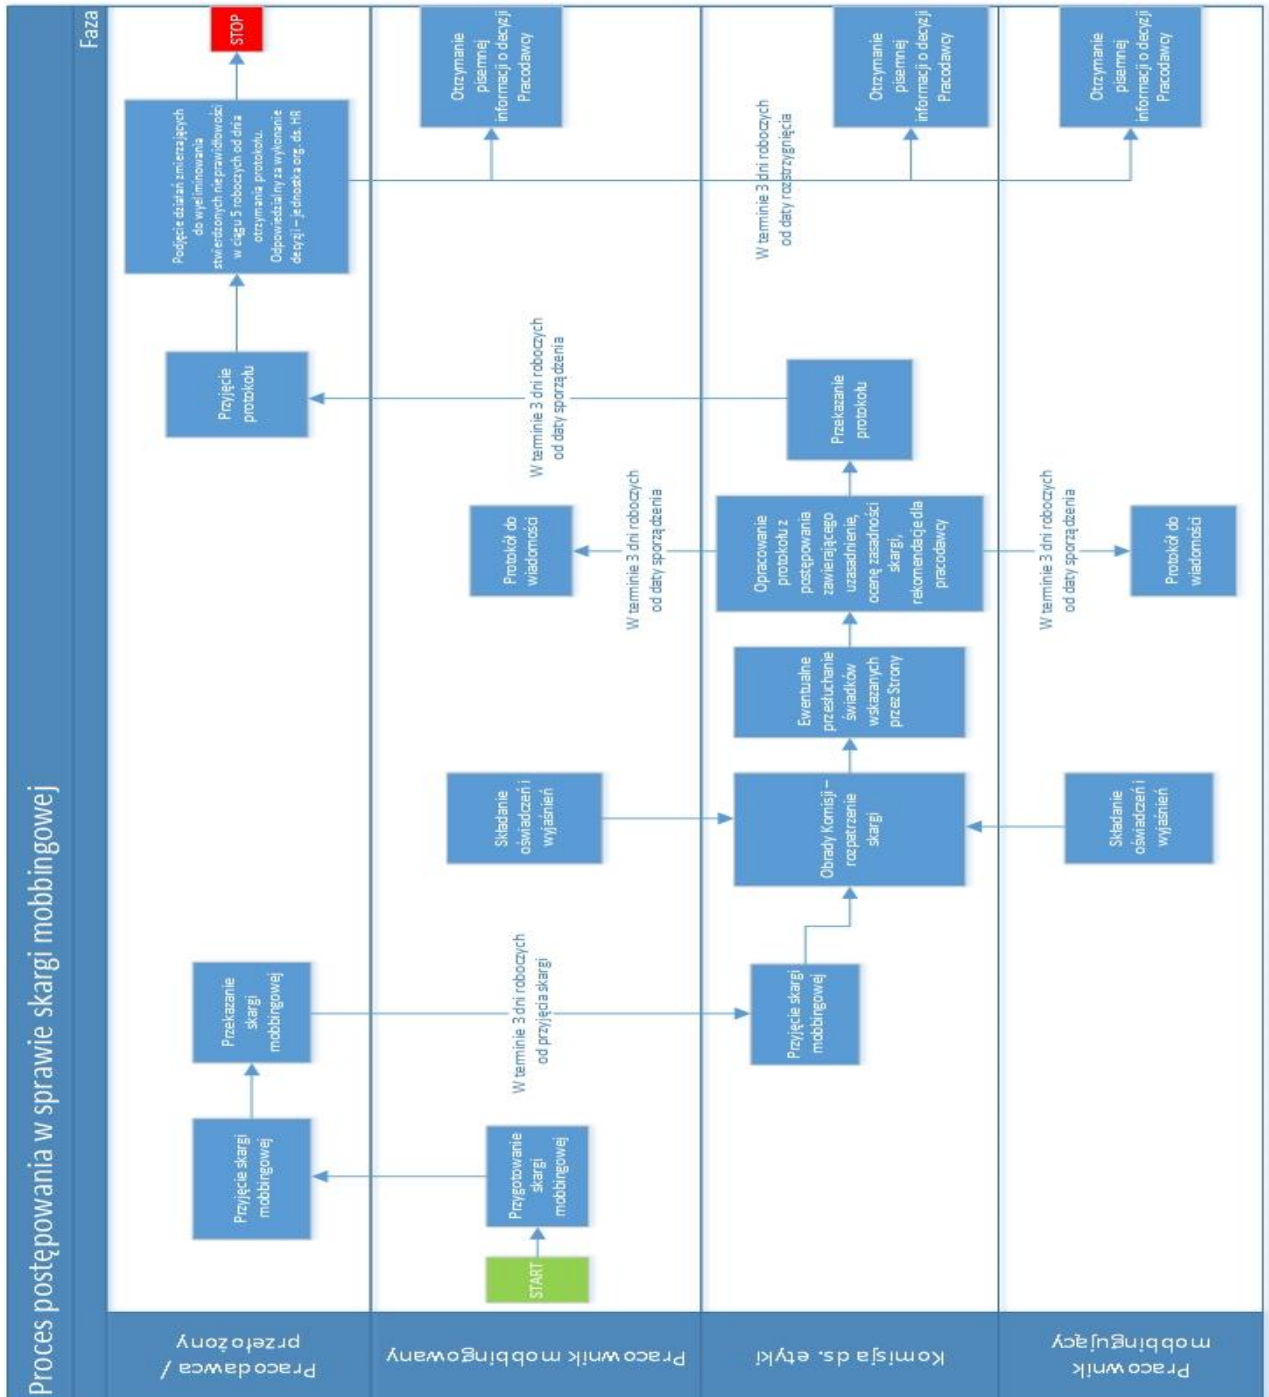 Proces postępowania w sprawie skargi mobbingowej
Faza
Pracodawca /
przełożony
Przyjęcie skargi
mobbingowej
Przekazanie
skargi
mobbingowej
Przyjęcie
protokołu
Podjęcie działań zmierzających
do wyeliminowania
stwierdzonych nieprawidłowości
w ciągu 5 roboczych od dnia
otrzymania protokołu.
Odpowiedzialny za wykonanie
decyzji – jednostka org. ds. HR
STOP
Pracownik mobbingowany
START
Przygotowanie
skargi
mobbingowej
W terminie 3 dni roboczych
od przyjęcia skargi
Składanie
oświadczeń i
wyjaśnień
W terminie 3 dni roboczych
od daty sporządzenia
Protokół do
wiadomości
W terminie 3 dni roboczych
od daty sporządzenia
Otrzymanie
pisemnej
informacji o decyzji
Pracodawcy
Komisja ds. etyki
Przyjęcie skargi
mobbingowej
Obrady Komisji –
rozpatrzenie
skargi
Ewentualne
przesłuchanie
świadków
wskazanych
przez Strony
Opracowanie
protokołu z
postępowania
zawierającego
uzasadnienie,
ocenę zasadności
skargi,
rekomendacje dla
pracodawcy
Przekazanie
protokołu
W terminie 3 dni roboczych
od daty rozstrzygnięcia
Otrzymanie
pisemnej
informacji o decyzji
Pracodawcy
Pracownik
mobbingujący
Składanie
oświadczeń i
wyjaśnień
W terminie 3 dni roboczych
od daty sporządzenia
Protokół do
wiadomości
Otrzymanie
pisemnej
informacji o decyzji
Pracodawcy